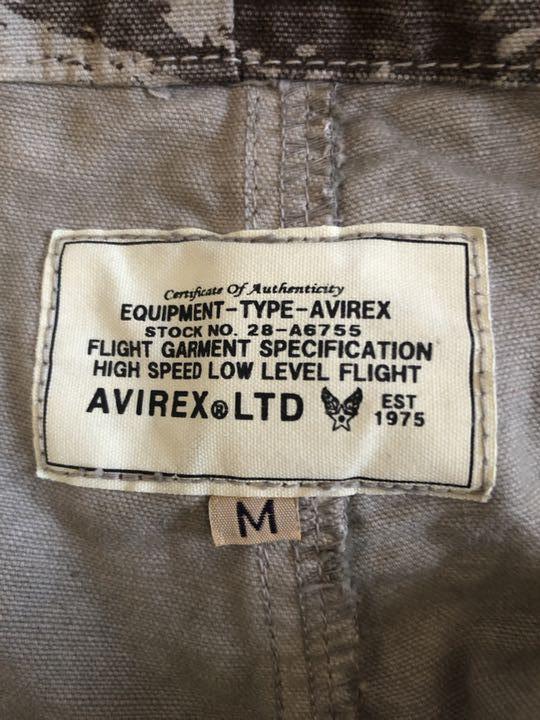 Certificate Of Authenticity
EQUIPMENT-TYPE-AVIREX
STOCK NO. 28-A6755
FLIGHT GARMENT SPECIFICATION
HIGH SPEED LOW LEVEL FLIGHT
AVIREX®LTD EST 1975
M